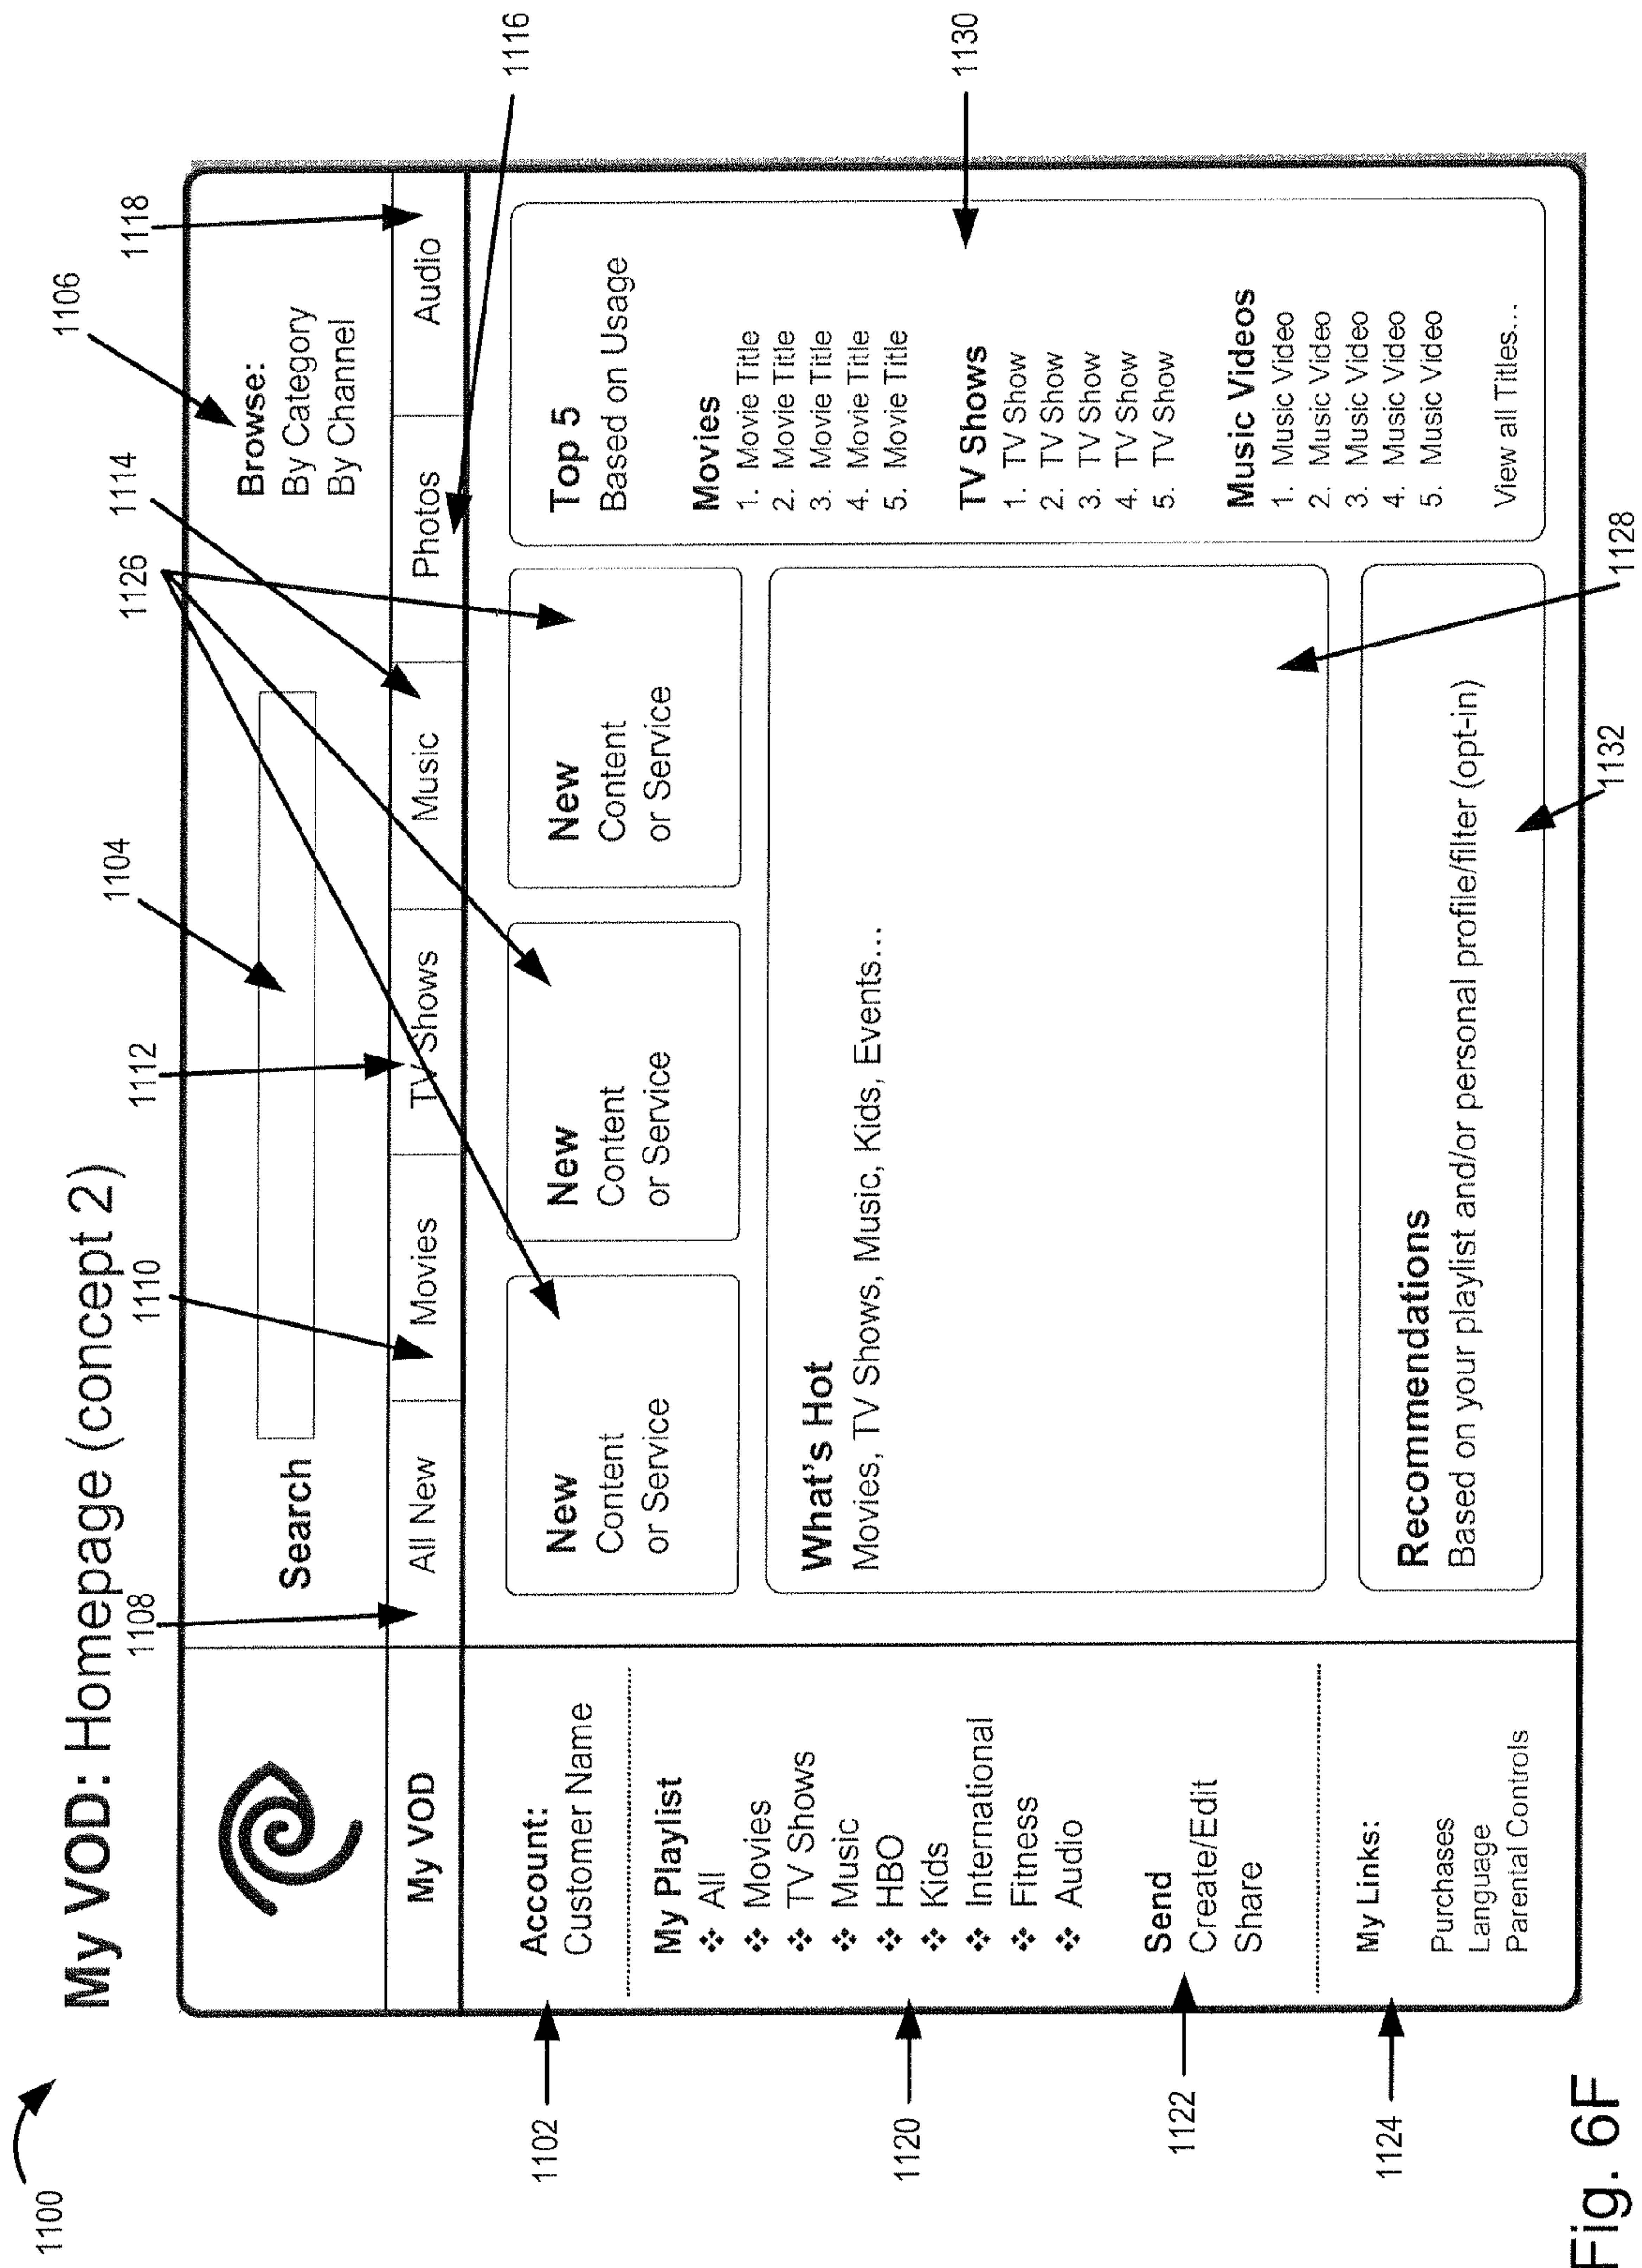 1100
My VOD: Homepage (concept 2)
1108
1110
1112
1104
1126
1114
1106
1118
1116
Search
Browse:
By Category
By Channel
My VOD
All New
Movies
TV Shows
Music
Photos
Audio
1102
Account:
Customer Name
1120
My Playlist
❖ All
❖ Movies
❖ TV Shows
❖ Music
❖ HBO
❖ Kids
❖ International
❖ Fitness
❖ Audio
1122
Send
Create/Edit
Share
1124
My Links:
Purchases
Language
Parental Controls
New
Content
or Service
New
Content
or Service
New
Content
or Service
What's Hot
Movies, TV Shows, Music, Kids, Events...
Recommendations
Based on your playlist and/or personal profile/filter (opt-in)
Top 5
Based on Usage
Movies
1. Movie Title
2. Movie Title
3. Movie Title
4. Movie Title
5. Movie Title
TV Shows
1. TV Show
2. TV Show
3. TV Show
4. TV Show
5. TV Show
Music Videos
1. Music Video
2. Music Video
3. Music Video
4. Music Video
5. Music Video
View all Titles...
1130
1132
1128
Fig. 6F